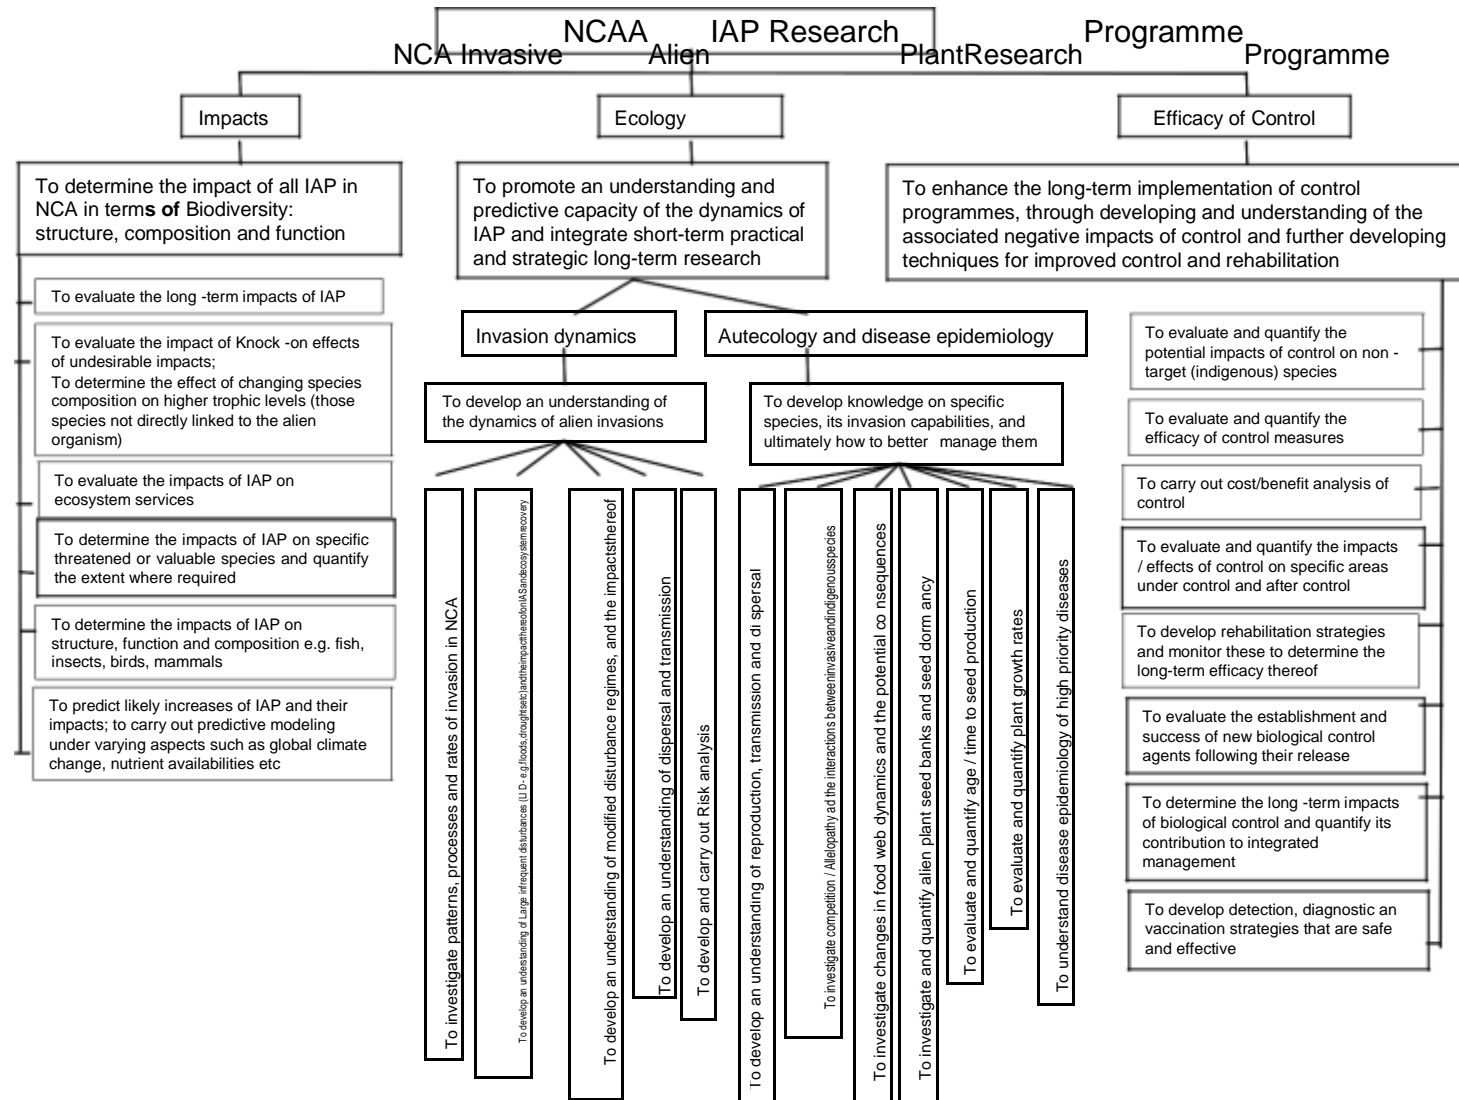 NCAA IAP Research Programme
NCA Invasive Alien PlantResearch Programme
Impacts
Ecology
Efficacy of Control
To determine the impact of all IAP in
NCA in terms of Biodiversity:
structure, composition and function
To promote an understanding and
predictive capacity of the dynamics of
IAP and integrate short-term practical
and strategic long-term research
To enhance the long-term implementation of control
programmes, through developing and understanding of the
associated negative impacts of control and further developing
techniques for improved control and rehabilitation
To evaluate the long -term impacts of IAP
To evaluate the impact of Knock -on effects
of undesirable impacts;
To determine the effect of changing species
composition on higher trophic levels (those
species not directly linked to the alien
organism)
To evaluate the impacts of IAP on
ecosystem services
To determine the impacts of IAP on specific
threatened or valuable species and quantify
the extent where required
To determine the impacts of IAP on
structure, function and composition e.g. fish,
insects, birds, mammals
To predict likely increases of IAP and their
impacts; to carry out predictive modeling
under varying aspects such as global climate
change, nutrient availabilities etc
Invasion dynamics
Autecology and disease epidemiology
To develop an understanding of
the dynamics of alien invasions
To develop knowledge on specific
species, its invasion capabilities, and
ultimately how to better manage them
To investigate patterns, processes and rates of invasion in NCA
To develop an understanding of Large infrequent disturbances (LI D - e.g.floods,droughtsetc)andtheimpactthereofonIASandecosystemrecovery
To develop an understanding of modified disturbance regimes, and the impactsthereof
To develop an understanding of dispersal and transmission
To develop and carry out Risk analysis
To develop an understanding of reproduction, transmission and di spersal
To investigate competition / Allelopathy ad the interactions betweeninvasiveandindigenousspecies
To investigate changes in food web dynamics and the potential co nsequences
To investigate and quantify alien plant seed banks and seed dorm ancy
To evaluate and quantify age / time to seed production
To evaluate and quantify plant growth rates
To understand disease epidemiology of high priority diseases
To evaluate and quantify the
potential impacts of control on non -
target (indigenous) species
To evaluate and quantify the
efficacy of control measures
To carry out cost/benefit analysis of
control
To evaluate and quantify the impacts
/ effects of control on specific areas
under control and after control
To develop rehabilitation strategies
and monitor these to determine the
long-term efficacy thereof
To evaluate the establishment and
success of new biological control
agents following their release
To determine the long -term impacts
of biological control and quantify its
contribution to integrated
management
To develop detection, diagnostic an
vaccination strategies that are safe
and effective